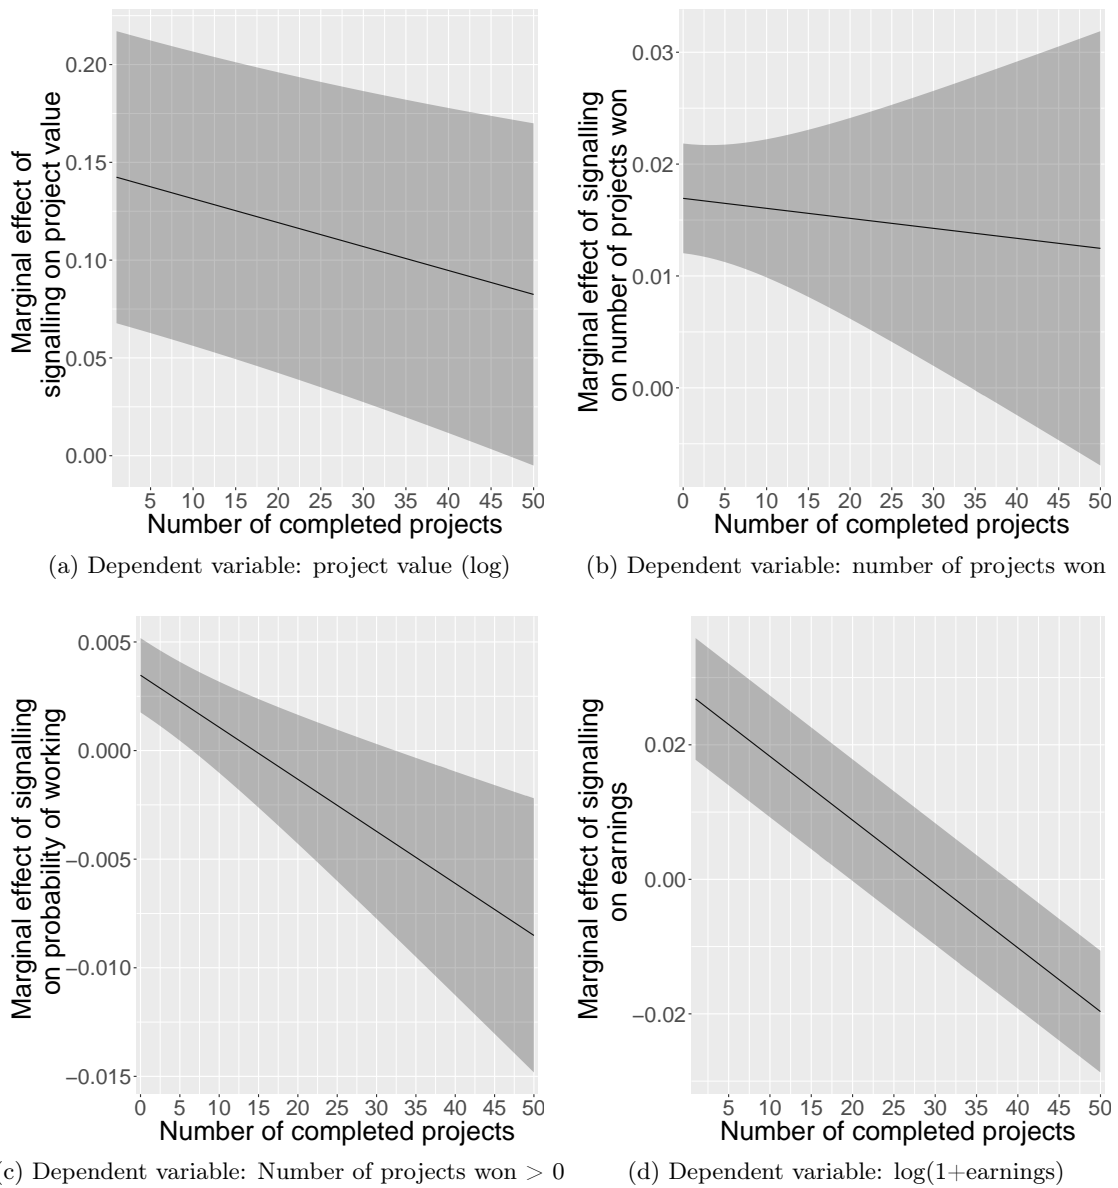 Marginal effect of
signalling on project value
0.20
0.15
0.10
0.05
0.00
5 10 15 20 25 30 35 40 45 50
Number of completed projects
(a) Dependent variable: project value (log)
Marginal effect of signalling
on number of projects won
0.03
0.02
0.01
0.00
0 5 10 15 20 25 30 35 40 45 50
Number of completed projects
(b) Dependent variable: number of projects won
Marginal effect of signalling
on probability of working
0.005
0.000
−0.005
−0.010
−0.015
0 5 10 15 20 25 30 35 40 45 50
Number of completed projects
c) Dependent variable: Number of projects won > 0
Marginal effect of signalling
on earnings
0.02
0.00
−0.02
5 10 15 20 25 30 35 40 45 50
Number of completed projects
(d) Dependent variable: log(1+earnings)